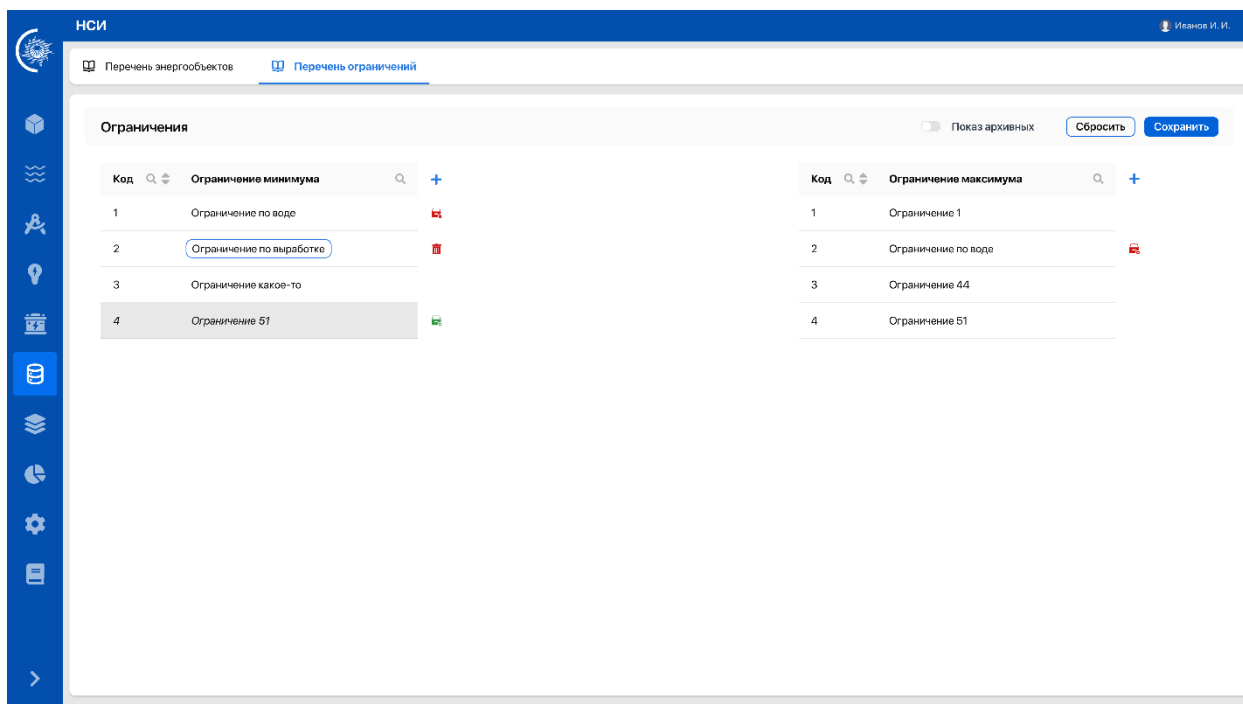 НСИ
Иванов И. И.
Перечень энергообъектов
Перечень ограничений
Ограничения
Показ архивных
Сбросить
Сохранить
Код
Ограничение минимума
1
Ограничение по воде
2
Ограничение по выработке
3
Ограничение какое-то
4
Ограничение 51
Код
Ограничение максимума
1
Ограничение 1
2
Ограничение по воде
3
Ограничение 44
4
Ограничение 51